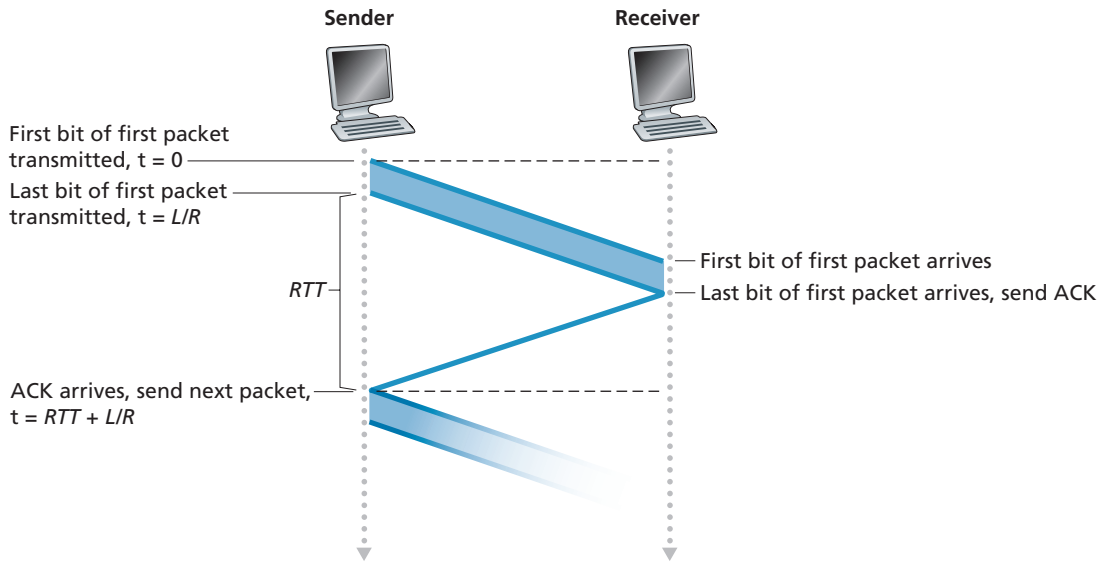 Sender
Receiver
First bit of first packet
transmitted, t = 0
Last bit of first packet
transmitted, t = L/R
RTT
First bit of first packet arrives
Last bit of first packet arrives, send ACK
ACK arrives, send next packet,
t = RTT + L/R